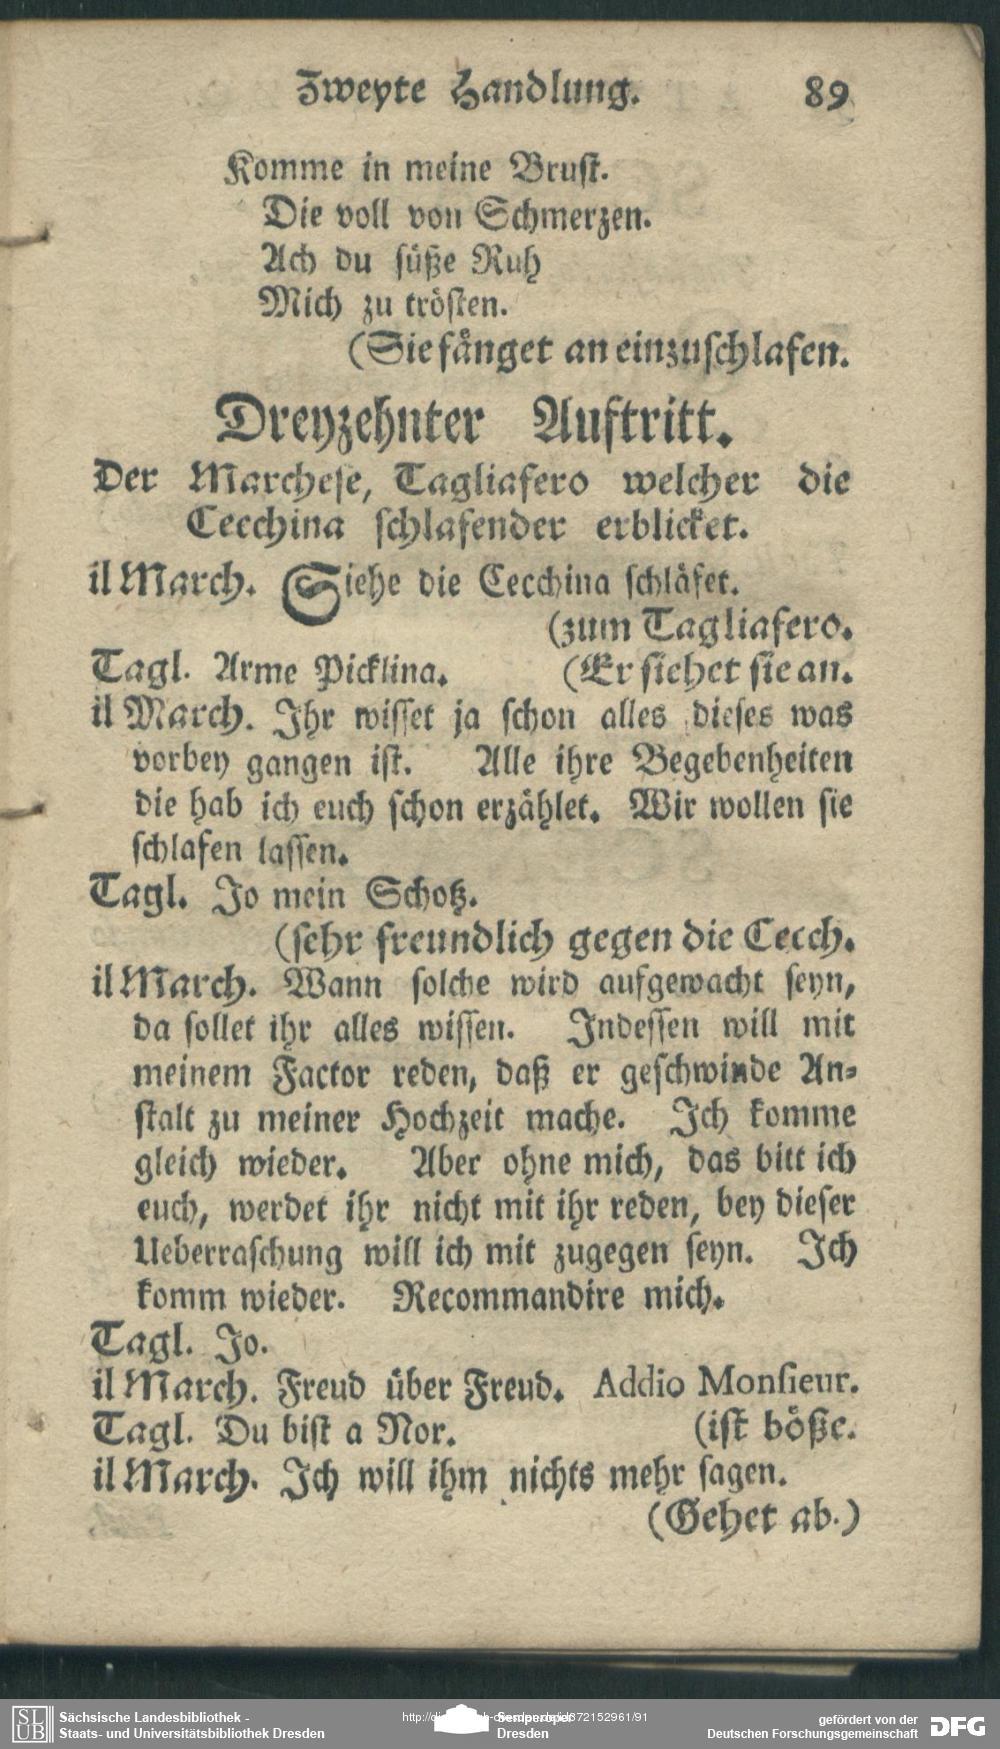 Zweyte Handlung. 89
Komme in meine Brust.
Die voll von Schmerzen.
Ach du süße Ruh
Mich zu trösten.
(Sie fånget an einzuschlafen.
Dreyzehnter Auftritt.
Der Marchese, Tagliafero welcher die
Cecchina schlafender erblicket.
il March. Siehe die Cecchina schläfet.
(zum Tagliafero.
Tagl. Arme Picklina. (Er siehet sie an.
il March. Ihr wisset ja schon alles dieses was
vorbey gangen ist. Alle ihre Begebenheiten
die hab ich euch schon erzählet. Wir wollen sie
schlafen lassen.
Tagl. Jo mein Schotz.
(sehr freundlich gegen die Cecch.
il March. Wann solche wird aufgewacht seyn,
da sollet ihr alles wissen. Indessen will mit
meinem Factor reden, daß er geschwinde An-
stalt zu meiner Hochzeit mache. Ich komme
gleich wieder. Aber ohne mich, das bitt ich
euch, werdet ihr nicht mit ihr reden, bey dieser
Ueberraschung will ich mit zugegen seyn. Ich
komm wieder. Recommandire mich.
Tagl. Jo.
il March. Freud über Freud. Addio Monsieur.
Tagl. Du bist a Nor. (ist böße.
il March. Ich will ihm nichts mehr sagen.
(Gehet ab.)
SLUB
Sächsische Landesbibliothek -
Staats- und Universitätsbibliothek Dresden
Semperoper
Dresden
gefördert von der
Deutschen Forschungsgemeinschaft
DFG